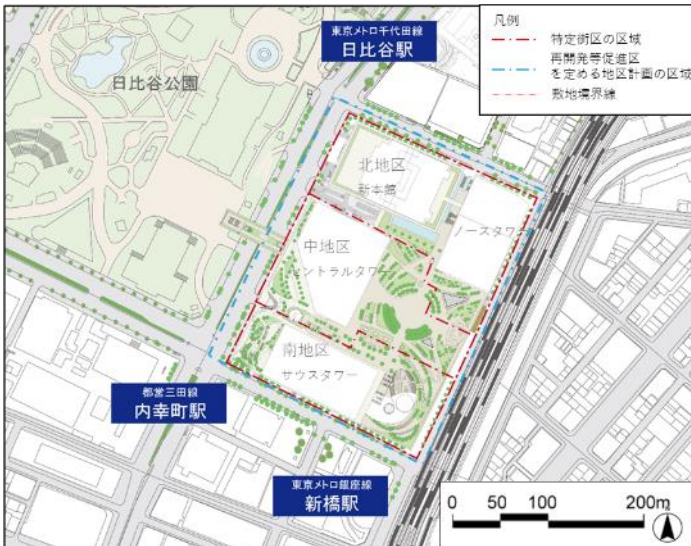 凡例
特定街区の区域
再開発等促進区
を定める地区計画の区域
敷地境界線
東京メトロ千代田線
日比谷駅
日比谷公園
北地区
新本館
ノースタワー
中地区
セントラルタワー
南地区
サウスタワー
都営三田線
内幸町駅
東京メトロ銀座線
新橋駅
0 50 100 200m